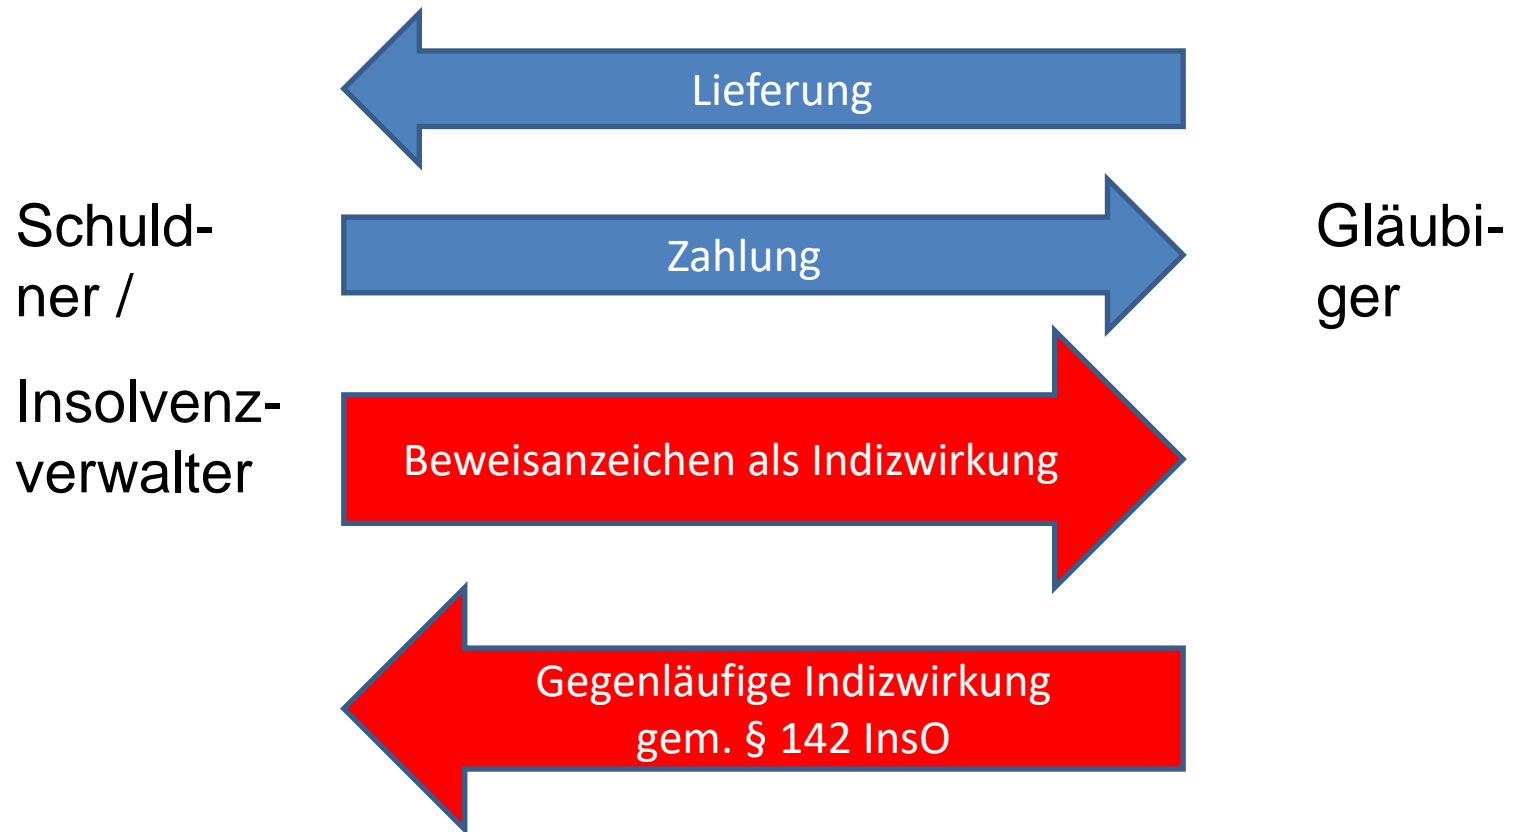 Lieferung
Schuld-
ner /
Zahlung
Gläubi-
ger
Insolvenz-
verwalter
Beweisanzeichen als Indizwirkung
Gegenläufige Indizwirkung
gem. § 142 InsO